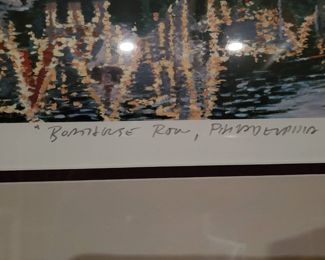 " BOATHOUSE ROW, PHILADELPHIA